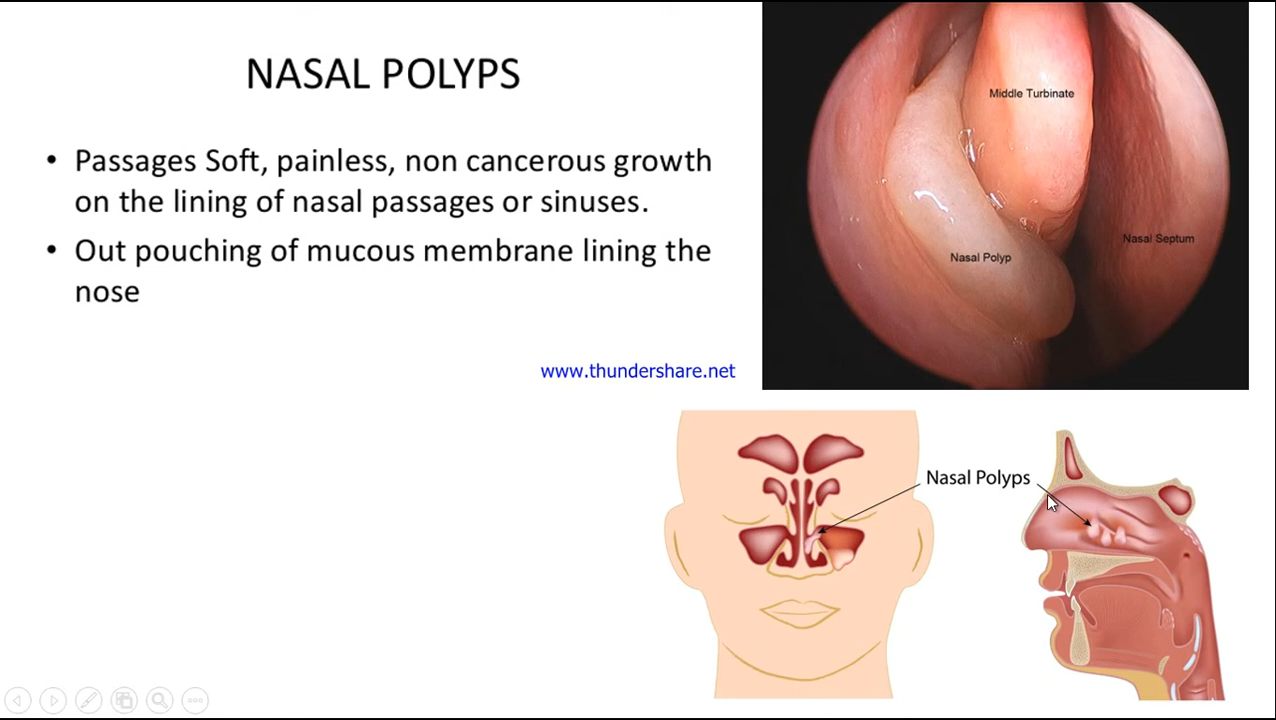 NASAL POLYPS
• Passages Soft, painless, non cancerous growth
on the lining of nasal passages or sinuses.
• Out pouching of mucous membrane lining the
nose
www.thundershare.net
Middle Turbinate
Nasal Septum
Nasal Polyp
Nasal Polyps